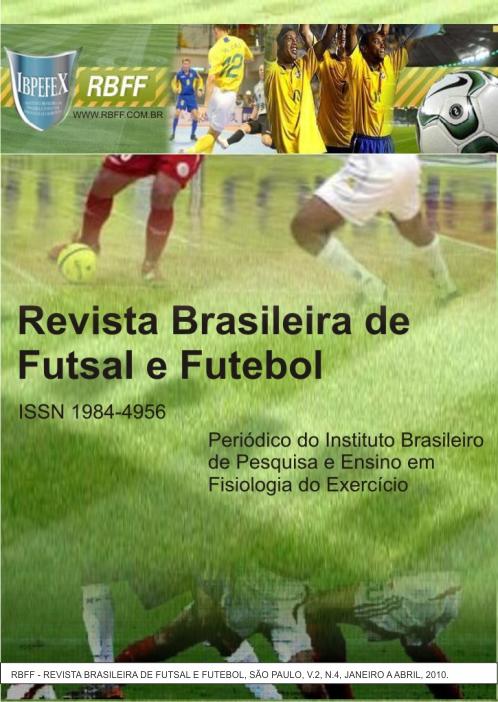 IBPEFEX
RBFF
WWW.RBFF.COM.BR
12
Revista Brasileira de
Futsal e Futebol
ISSN 1984-4956
Periódico do Instituto Brasileiro
de Pesquisa e Ensino em
Fisiologia do Exercício
RBFF - REVISTA BRASILEIRA DE FUTSAL E FUTEBOL, SÃO PAULO, V.2, N.4, JANEIRO A ABRIL, 2010.